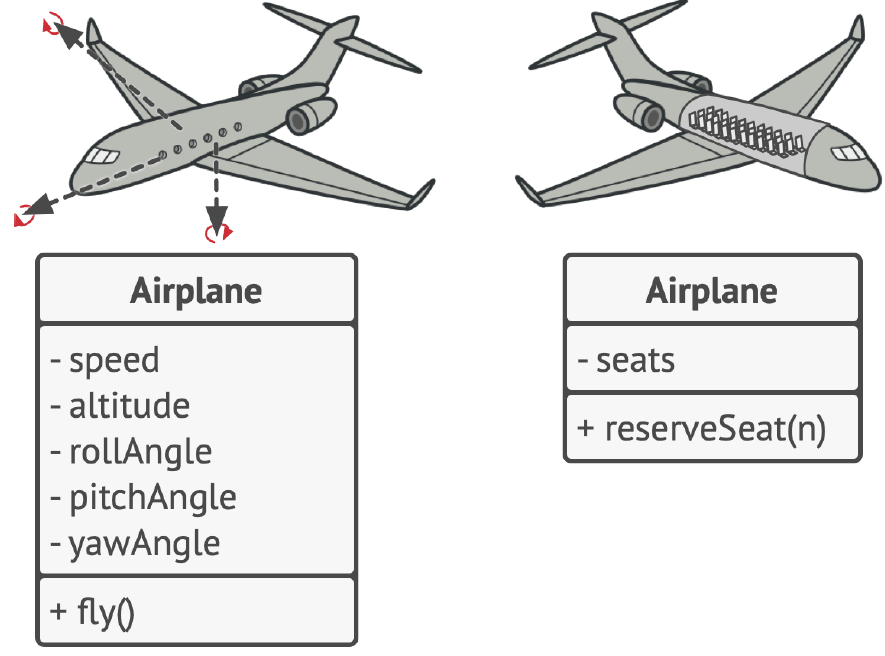 Airplane
- speed
- altitude
- rollAngle
- pitchAngle
- yawAngle
+ fly()
Airplane
- seats
+ reserveSeat(n)